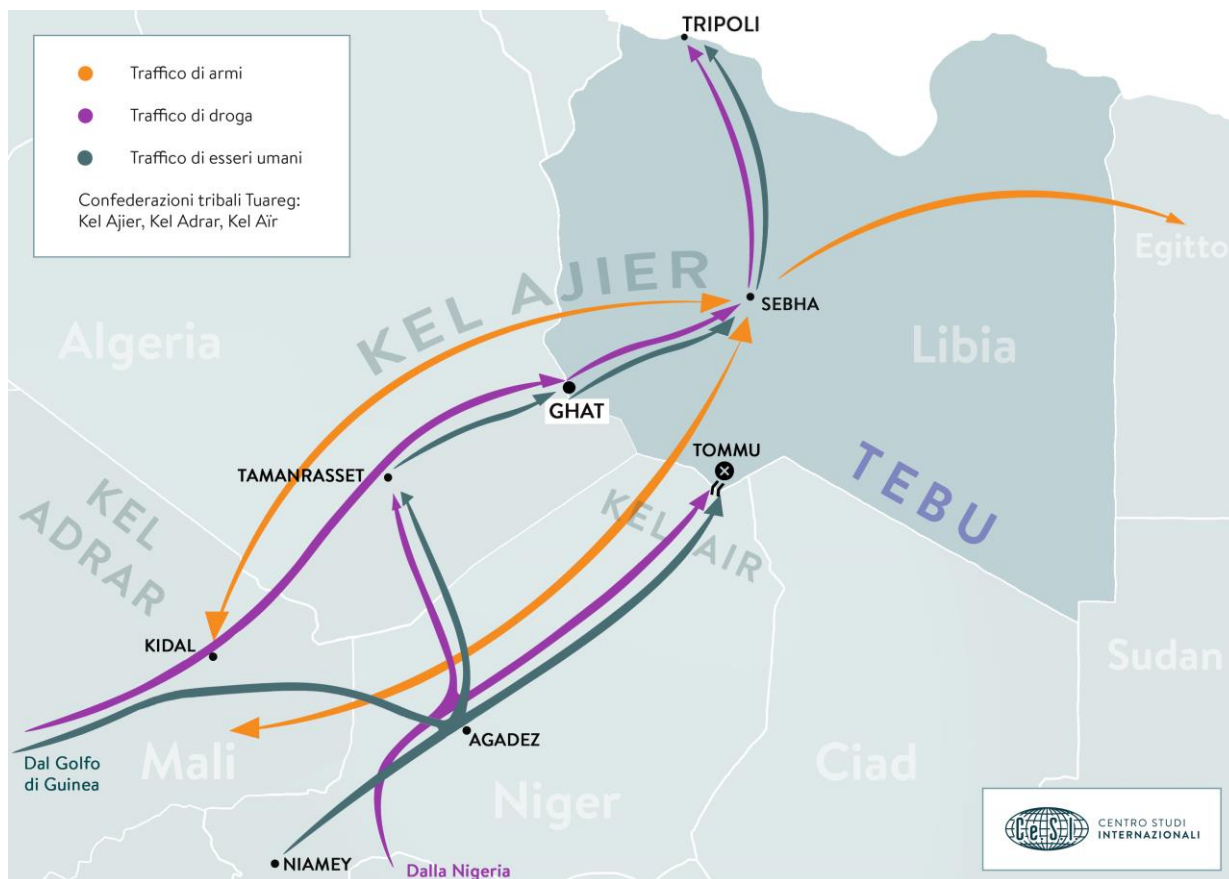 Traffico di armi
Traffico di droga
Traffico di esseri umani
Confederazioni tribali Tuareg:
Kel Ajier, Kel Adrar, Kel Aïr
TRIPOLI
Egitto
KEL AJIER
SEBHA
Algeria
Libia
GHAT
TOMMU
TAMANRASSET
TEBU
KEL
ADRAR
KEL AIR
KIDAL
Sudan
AGADEZ
Mali
Ciad
Dal Golfo
di Guinea
Niger
NIAMEY
Dalla Nigeria
Ce.S.I.
CENTRO STUDI
INTERNAZIONALI